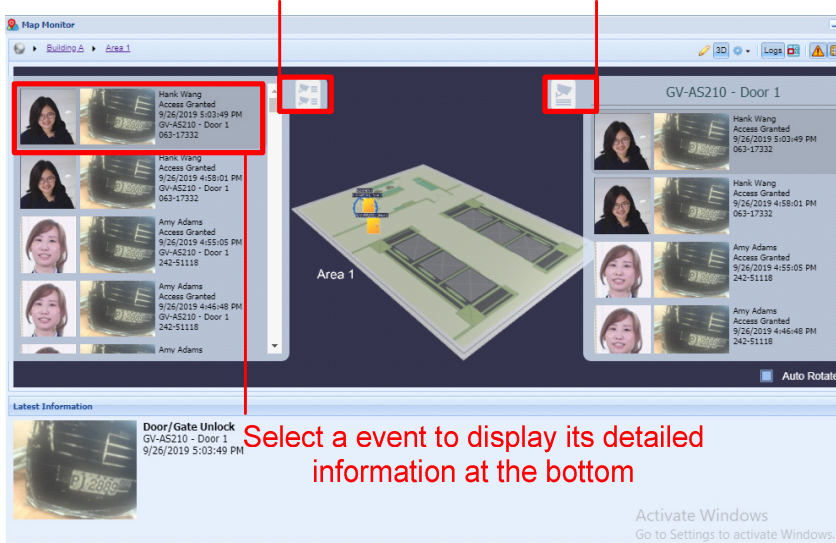 Map Monitor
Building A Area 1
3D Logs
Hank Wang
Access Granted
9/26/2019 5:03:49 PM
GV-AS210 - Door 1
063-17332
Hank Wang
Access Granted
9/26/2019 4:58:01 PM
GV-AS210 - Door 1
063-17332
Amy Adams
Access Granted
9/26/2019 4:55:05 PM
GV-AS210 - Door 1
242-51118
Amy Adams
Access Granted
9/26/2019 4:46:48 PM
GV-AS210 - Door 1
242-51118
Amy Adams
Area 1
GV-AS210 - Door 1
Hank Wang
Access Granted
9/26/2019 5:03:49 PM
063-17332
Hank Wang
Access Granted
9/26/2019 4:58:01 PM
063-17332
Amy Adams
Access Granted
9/26/2019 4:55:05 PM
242-51118
Amy Adams
Access Granted
9/26/2019 4:46:48 PM
242-51118
Auto Rotate
Latest Information
Door/Gate Unlock
GV-AS210 - Door 1
9/26/2019 5:03:49 PM
Select a event to display its detailed
information at the bottom
Activate Windows
Go to Settings to activate Windows.